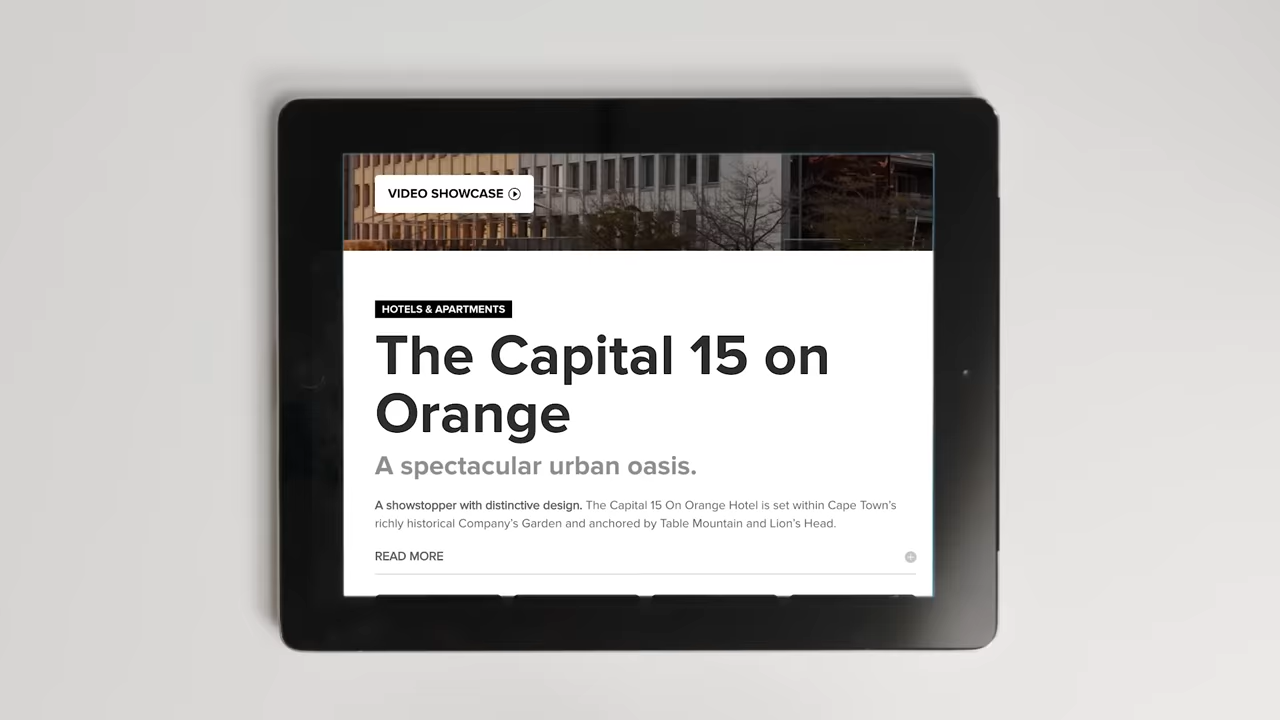 VIDEO SHOWCASE
HOTELS & APARTMENTS
The Capital 15 on
Orange
A spectacular urban oasis.
A showstopper with distinctive design. The Capital 15 On Orange Hotel is set within Cape Town’s
richly historical Company’s Garden and anchored by Table Mountain and Lion’s Head.
READ MORE